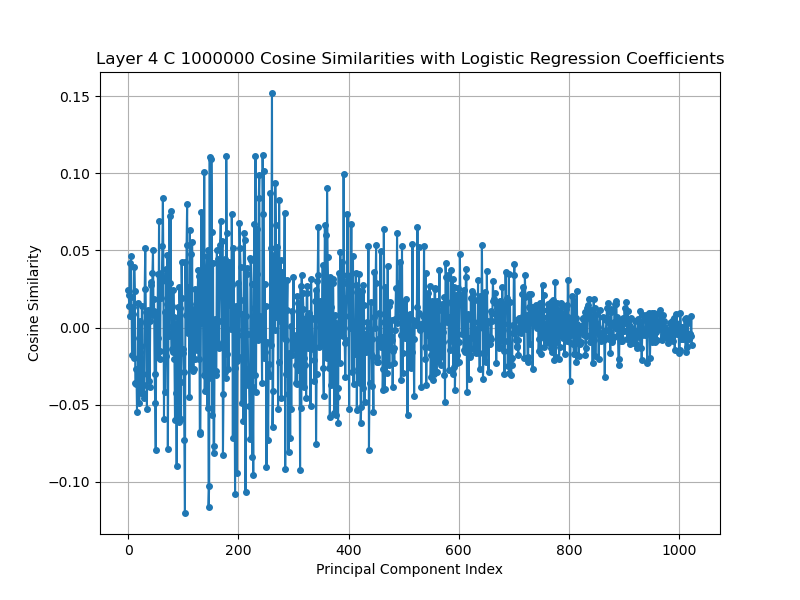 Layer 4 C 1000000 Cosine Similarities with Logistic Regression Coefficients
0.15
0.10
0.05
0.00
−0.05
−0.10
Cosine Similarity
0 200 400 600 800 1000
Principal Component Index